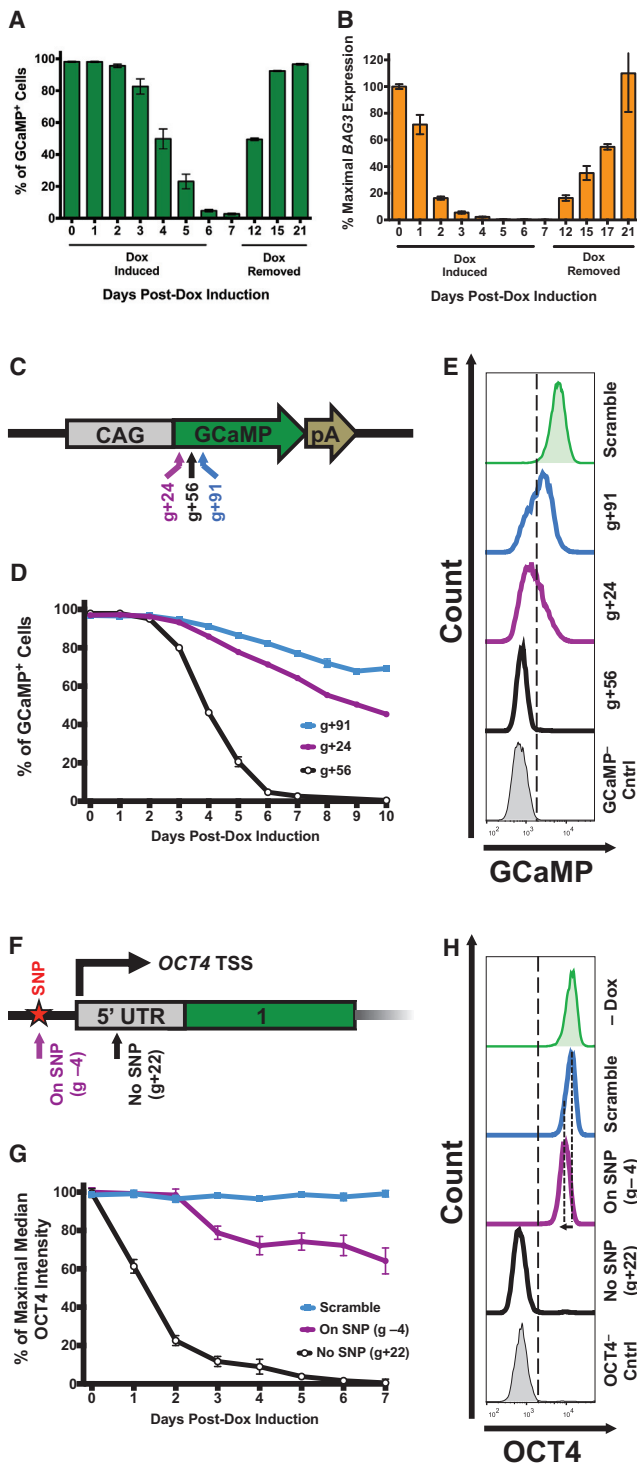 A
% of GCaMP⁺ Cells
100
80
60
40
20
0
0 1 2 3 4 5 6 7 12 15 21
Dox Induced
Dox Removed
Days Post-Dox Induction
B
% Maximal BAG3 Expression
120
100
80
60
40
20
0
0 1 2 3 4 5 6 7 12 15 17 21
Dox Induced
Dox Removed
Days Post-Dox Induction
C
CAG
GCaMP
pA
g+24
g+56
g+91
D
% of GCaMP⁺ Cells
100
80
60
40
20
0
g+91
g+24
g+56
0 1 2 3 4 5 6 7 8 9 10
Days Post-Dox Induction
E
Count
Scramble
g+91
g+24
g+56
GCaMP⁻ Cntrl
10² 10³ 10⁴
GCaMP
F
SNP
OCT4 TSS
5' UTR
1
On SNP (g –4)
No SNP (g+22)
G
% of Maximal Median OCT4 Intensity
100
80
60
40
20
0
Scramble
On SNP (g –4)
No SNP (g+22)
0 1 2 3 4 5 6 7
Days Post-Dox Induction
H
Count
– Dox
Scramble
On SNP (g– 4)
No SNP (g+22)
OCT4⁻ Cntrl
10² 10³ 10⁴
OCT4